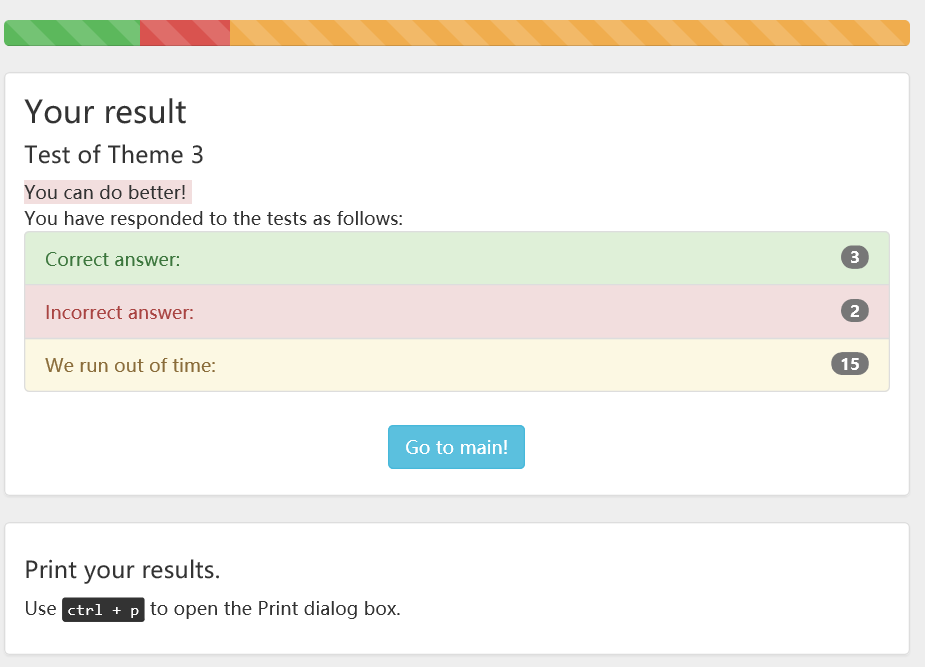 Your result
Test of Theme 3
You can do better!
You have responded to the tests as follows:
Correct answer: 3
Incorrect answer: 2
We run out of time: 15
Go to main!
Print your results.
Use ctrl + p to open the Print dialog box.